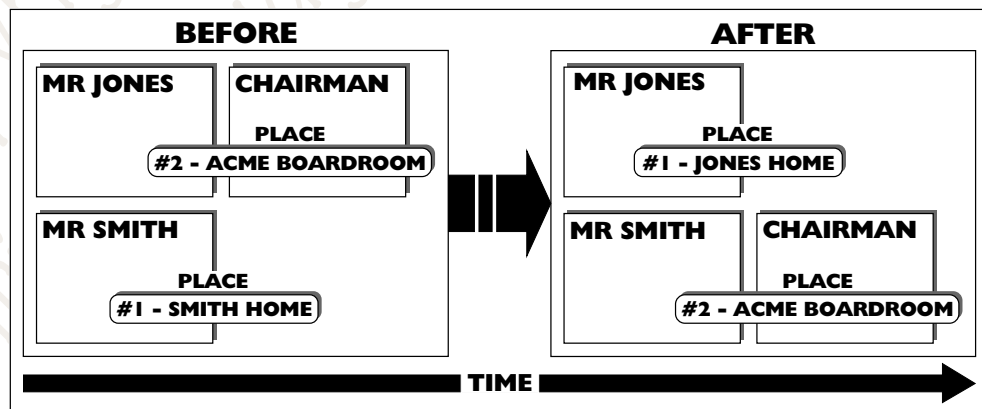 BEFORE
MR JONES
CHAIRMAN
PLACE
#2 - ACME BOARDROOM
MR SMITH
PLACE
#1 - SMITH HOME
AFTER
MR JONES
PLACE
#1 - JONES HOME
MR SMITH
CHAIRMAN
PLACE
#2 - ACME BOARDROOM
TIME